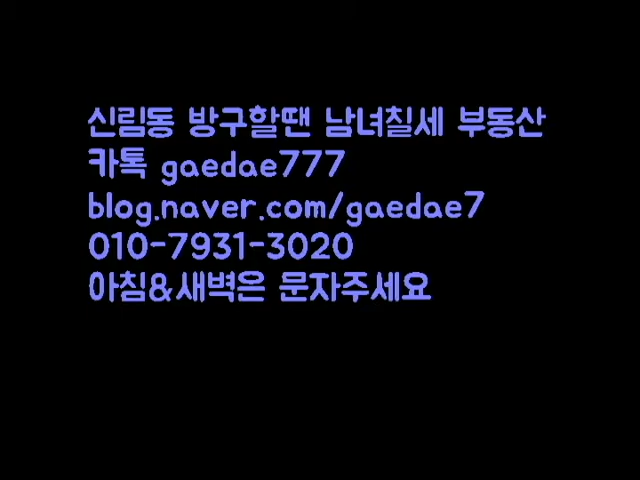 신림동 방구할땐 남녀칠세 부동산
카톡 gaedae777
blog.naver.com/gaedae7
010-7931-3020
아침&새벽은 문자주세요